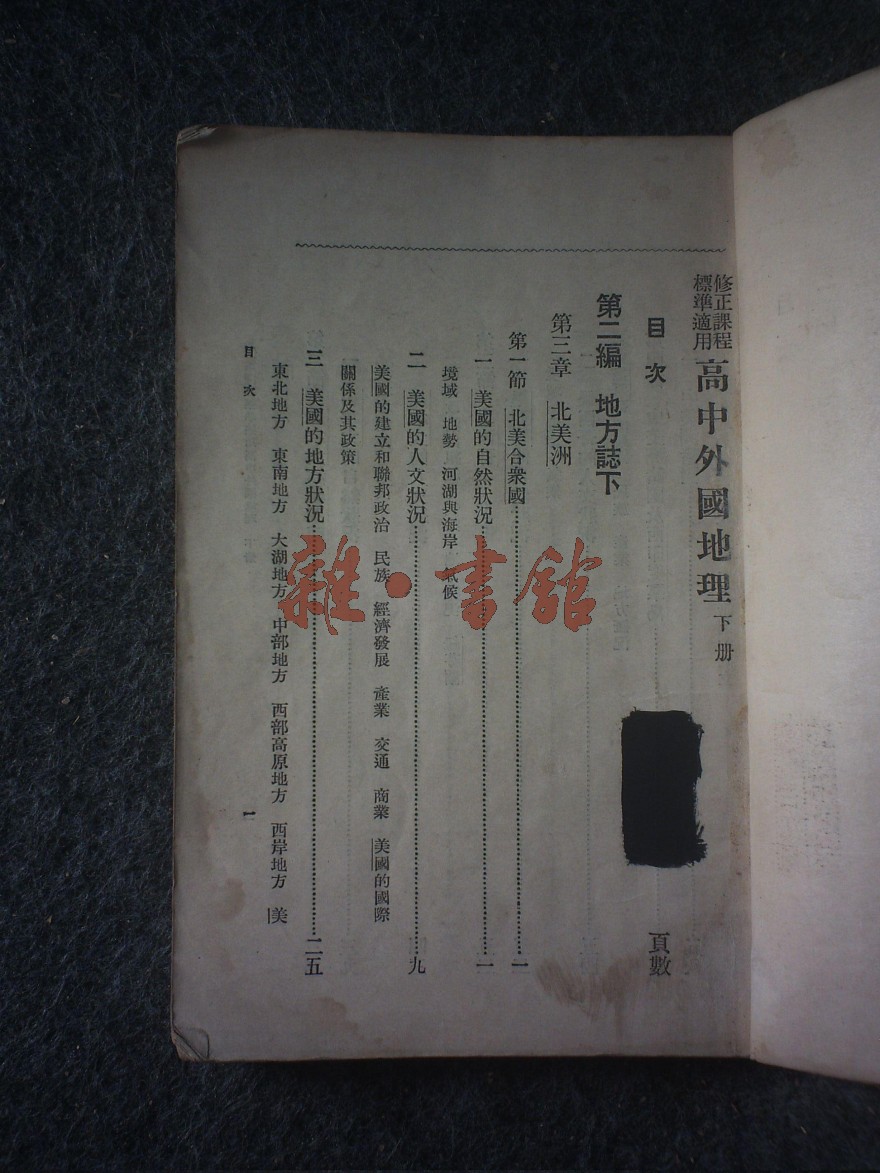 修正課程
標準適用
高中外國地理 下册
目次
頁數
第二編 地方誌下
第三章 北美洲
第一節 北美合衆國 一
一 美國的自然狀況 一
境域 地勢 河湖與海岸 氣候
二 美國的人文狀況 九
美國的建立和聯邦政治 民族 經濟發展 產業 交通 商業 美國的國際
關係及其政策
三 美國的地方狀況 二五
東北地方 東南地方 大湖地方 中部地方 西部高原地方 西岸地方 美
目次 一
雜·書館